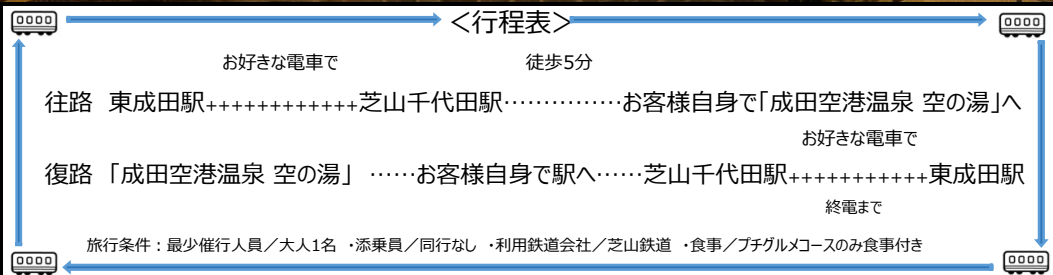 ＜行程表＞
お好きな電車で　徒歩5分
往路 東成田駅++++++++++++芝山千代田駅……………お客様自身で「成田空港温泉 空の湯」へ
お好きな電車で
復路 「成田空港温泉 空の湯」 ……お客様自身で駅へ……芝山千代田駅+++++++++++東成田駅
終電まで
旅行条件：最少催行人員／大人1名 ・添乗員／同行なし ・利用鉄道会社／芝山鉄道 ・食事／プチグルメコースのみ食事付き